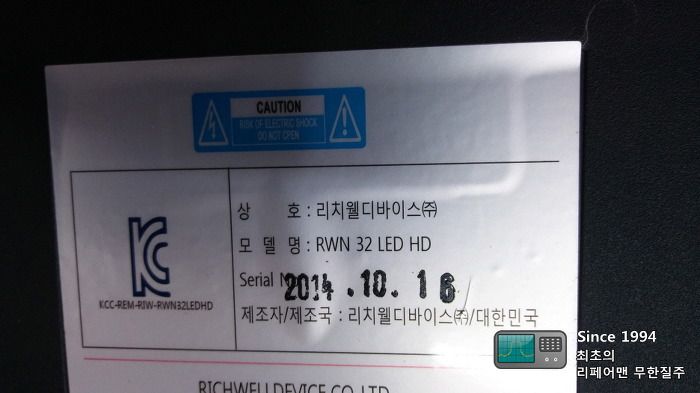 CAUTION
RISK OF ELECTRIC SHOCK
DO NOT OPEN
상 호 : 리치웰디바이스㈜
모 델 명 : RWN 32 LED HD
Serial 2014 .10. 16
KCC-REM-RIW-RWN32LEDHD
제조자/제조국 : 리치웰디바이스㈜/대한민국
RICHWELL DEVICE CO.,LTD
Since 1994
최초의
리페어맨 무한질주